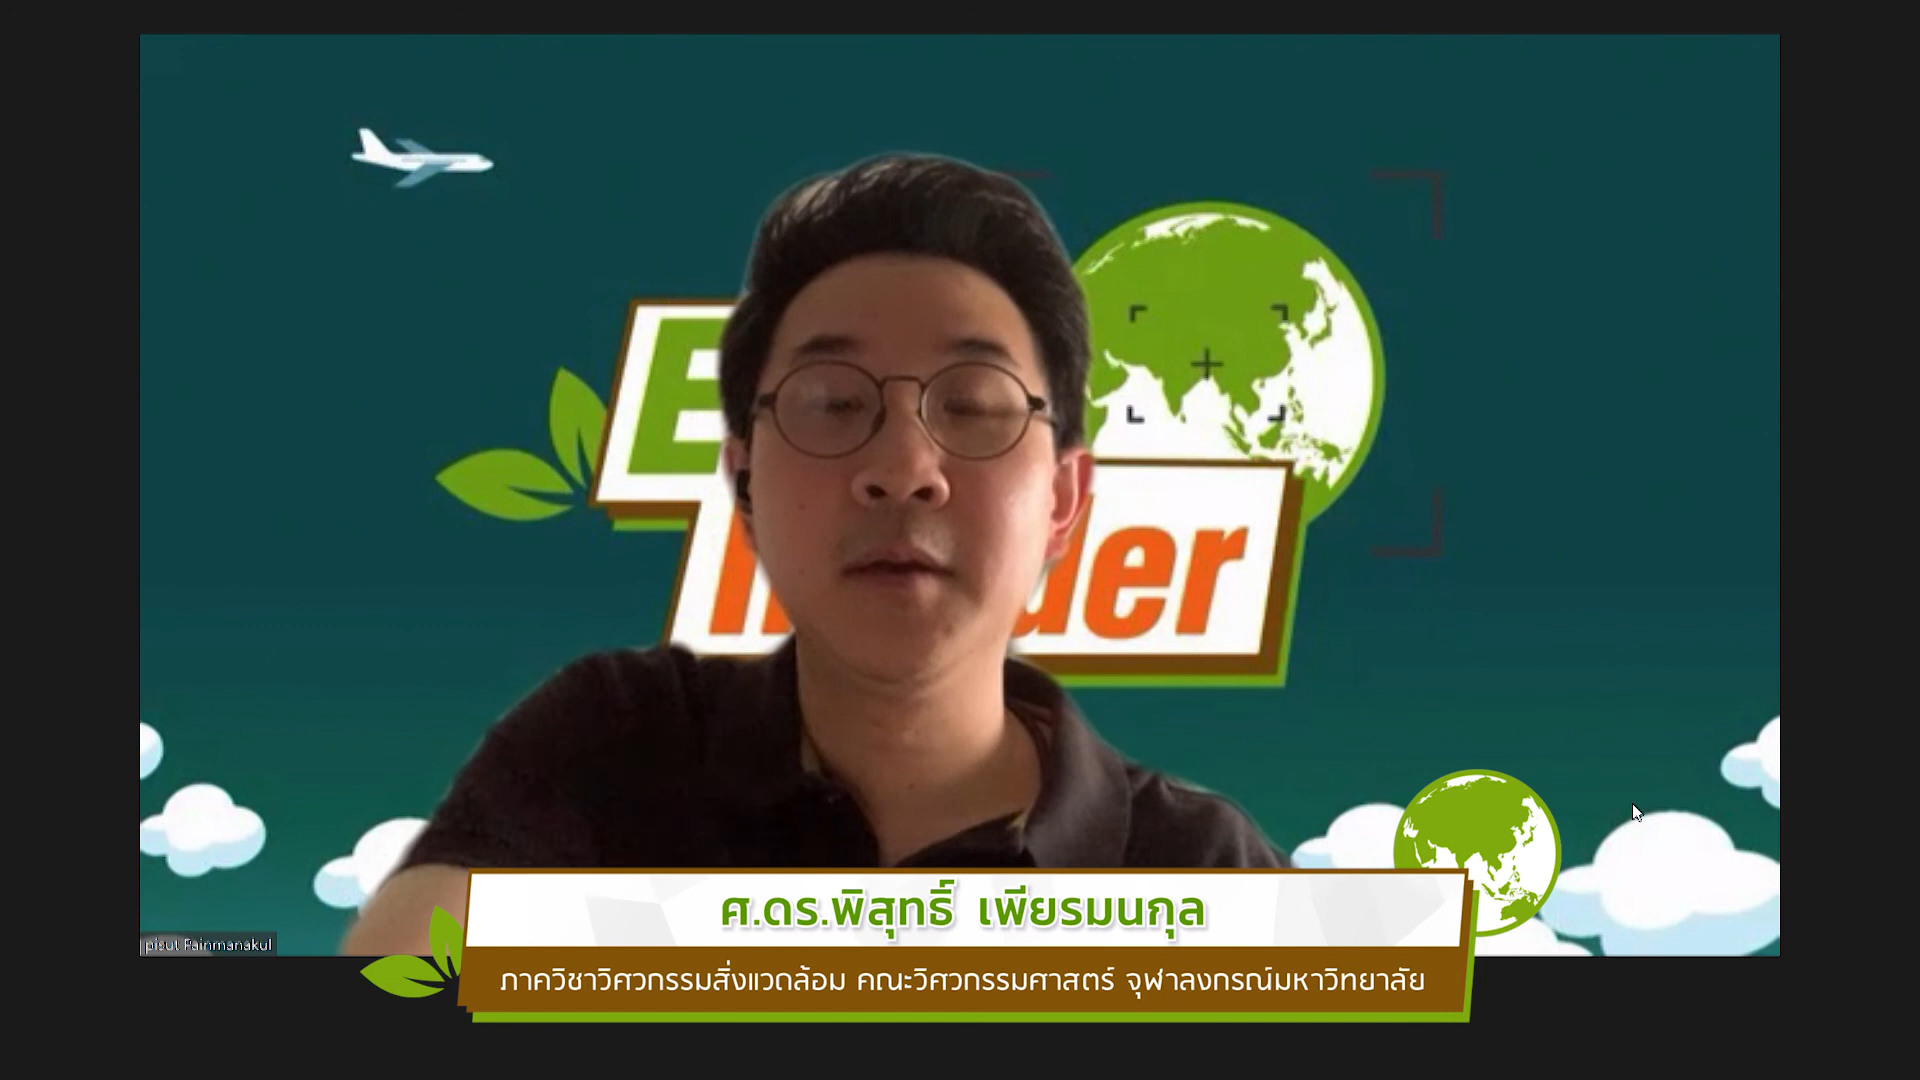 E
er
ศ.ดร.พิสุทธิ์ เพียรมนกุล
pisut Painmanakul
ภาควิชาวิศวกรรมสิ่งแวดล้อม คณะวิศวกรรมศาสตร์ จุฬาลงกรณ์มหาวิทยาลัย